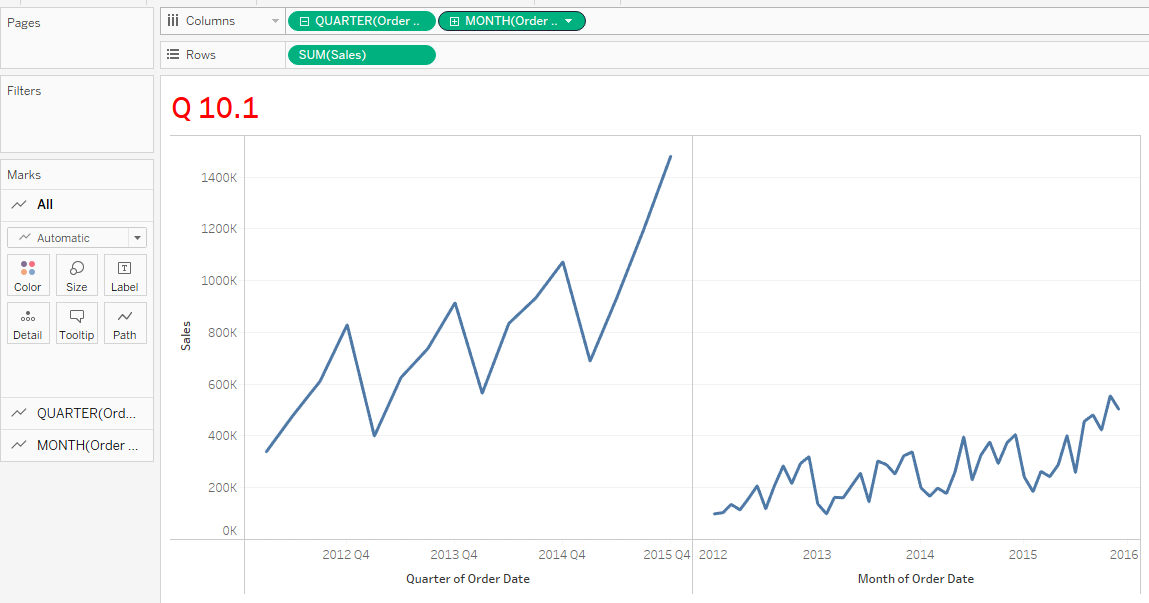 Pages
Columns
QUARTER(Order ..
MONTH(Order ..
Rows
SUM(Sales)
Filters
Q 10.1
Marks
All
Automatic
Color
Size
Label
Detail
Tooltip
Path
QUARTER(Ord...
MONTH(Order ...
Sales
1400K
1200K
1000K
800K
600K
400K
200K
0K
2012 Q4
2013 Q4
2014 Q4
2015 Q4
2012
2013
2014
2015
2016
Quarter of Order Date
Month of Order Date